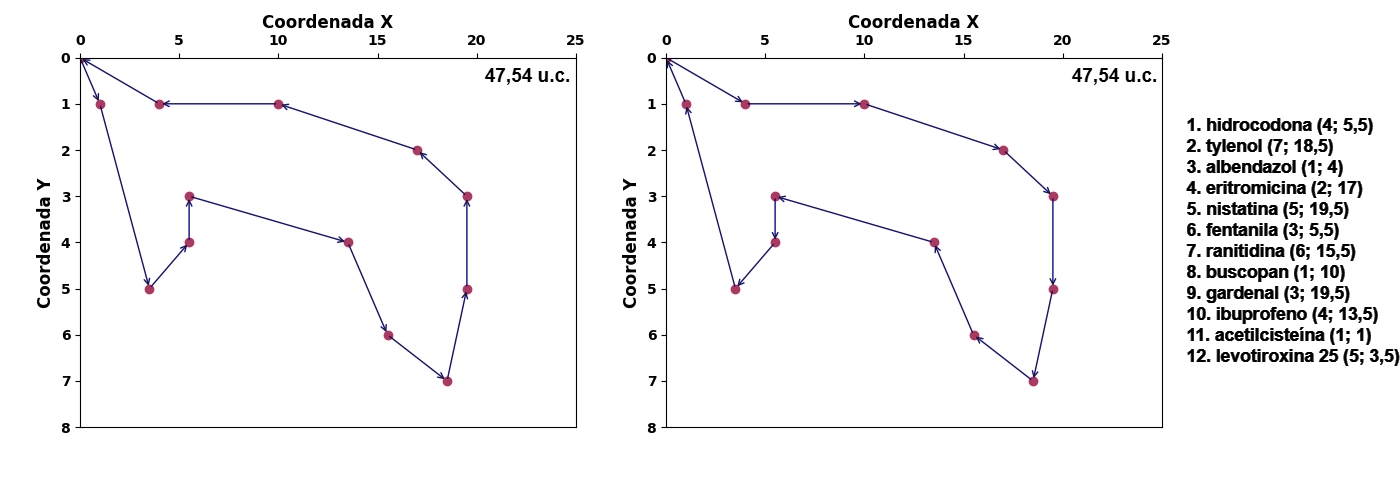 Coordenada X
0 5 10 15 20 25
47,54 u.c.
Coordenada Y
0
1
2
3
4
5
6
7
8
Coordenada X
0 5 10 15 20 25
47,54 u.c.
Coordenada Y
0
1
2
3
4
5
6
7
8
1. hidrocodona (4; 5,5)
2. tylenol (7; 18,5)
3. albendazol (1; 4)
4. eritromicina (2; 17)
5. nistatina (5; 19,5)
6. fentanila (3; 5,5)
7. ranitidina (6; 15,5)
8. buscopan (1; 10)
9. gardenal (3; 19,5)
10. ibuprofeno (4; 13,5)
11. acetilcisteína (1; 1)
12. levotiroxina 25 (5; 3,5)